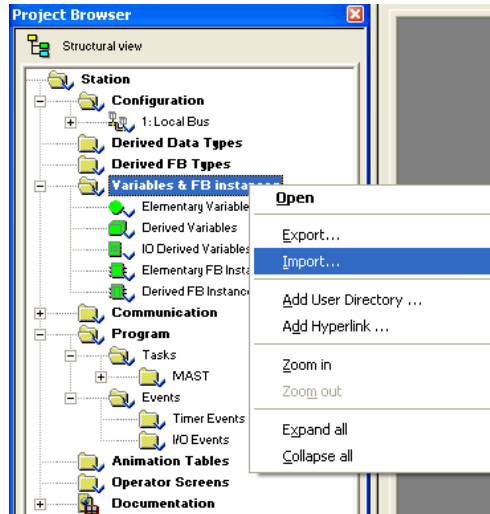 Project Browser
Structural view
Station
Configuration
1: Local Bus
Derived Data Types
Derived FB Types
Variables & FB instances
Elementary Variable
Derived Variables
IO Derived Variables
Elementary FB Insta
Derived FB Instanc
Communication
Program
Tasks
MAST
Events
Timer Events
I/O Events
Animation Tables
Operator Screens
Documentation
Open
Export...
Import...
Add User Directory ...
Add Hyperlink ...
Zoom in
Zoom out
Expand all
Collapse all